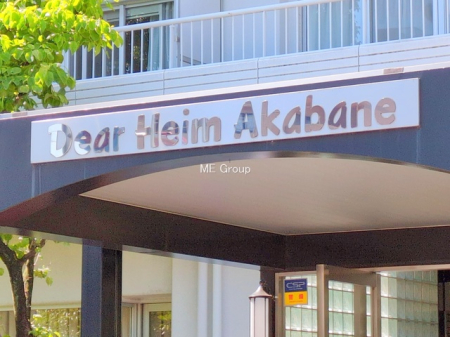 Dear Heim Akabane
ME Group
CSP